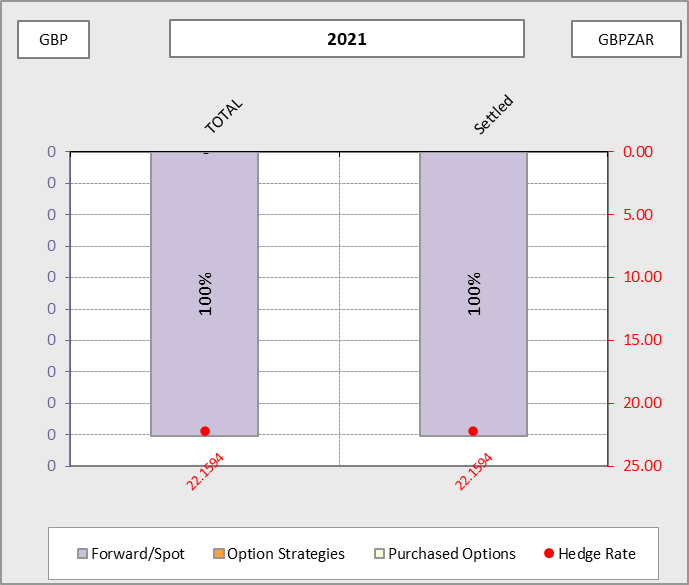 GBP
2021
GBPZAR
TOTAL
Settled
0
0
0
0
0
0
0
0
0
0
0
0.00
5.00
10.00
15.00
20.00
25.00
100%
100%
22.1594
22.1594
Forward/Spot
Option Strategies
Purchased Options
Hedge Rate